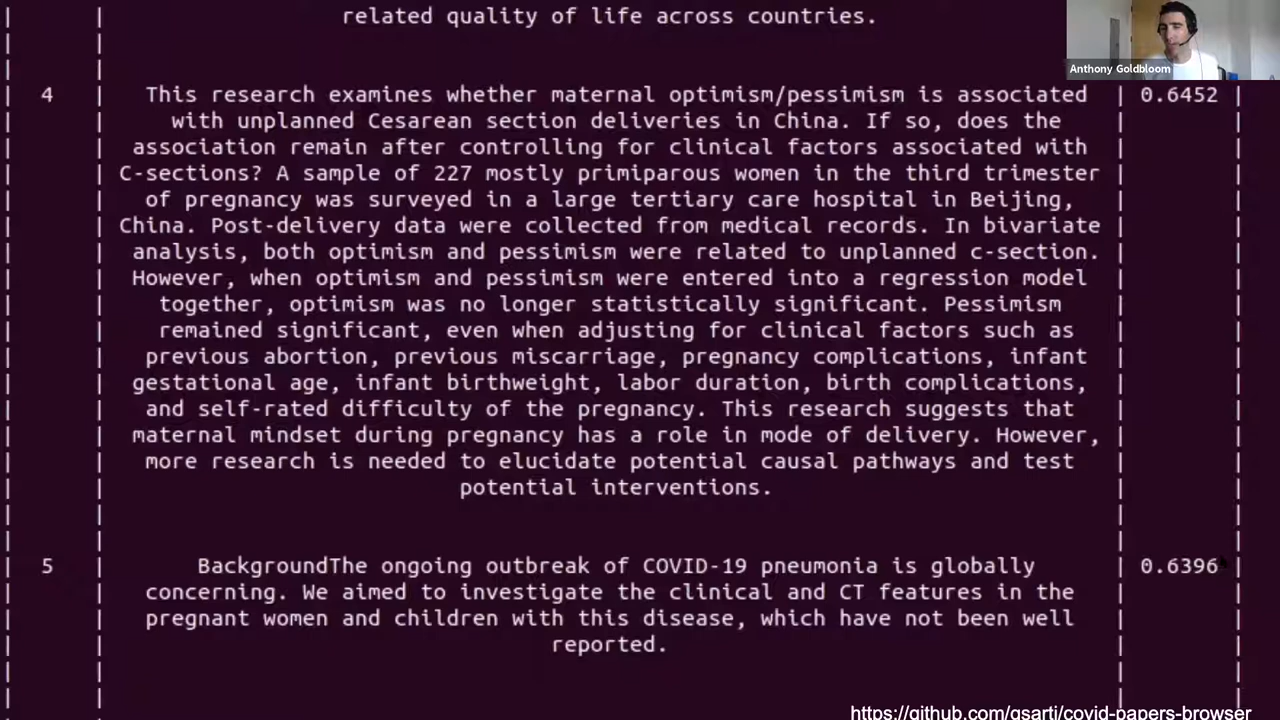 related quality of life across countries.
Anthony Goldbloom
4 | This research examines whether maternal optimism/pessimism is associated | 0.6452 |
with unplanned Cesarean section deliveries in China. If so, does the
association remain after controlling for clinical factors associated with
C-sections? A sample of 227 mostly primiparous women in the third trimester
of pregnancy was surveyed in a large tertiary care hospital in Beijing,
China. Post-delivery data were collected from medical records. In bivariate
analysis, both optimism and pessimism were related to unplanned c-section.
However, when optimism and pessimism were entered into a regression model
together, optimism was no longer statistically significant. Pessimism
remained significant, even when adjusting for clinical factors such as
previous abortion, previous miscarriage, pregnancy complications, infant
gestational age, infant birthweight, labor duration, birth complications,
and self-rated difficulty of the pregnancy. This research suggests that
maternal mindset during pregnancy has a role in mode of delivery. However,
more research is needed to elucidate potential causal pathways and test
potential interventions.
5 | BackgroundThe ongoing outbreak of COVID-19 pneumonia is globally | 0.6396 |
concerning. We aimed to investigate the clinical and CT features in the
pregnant women and children with this disease, which have not been well
reported.
https://github.com/gsarti/covid-papers-browser